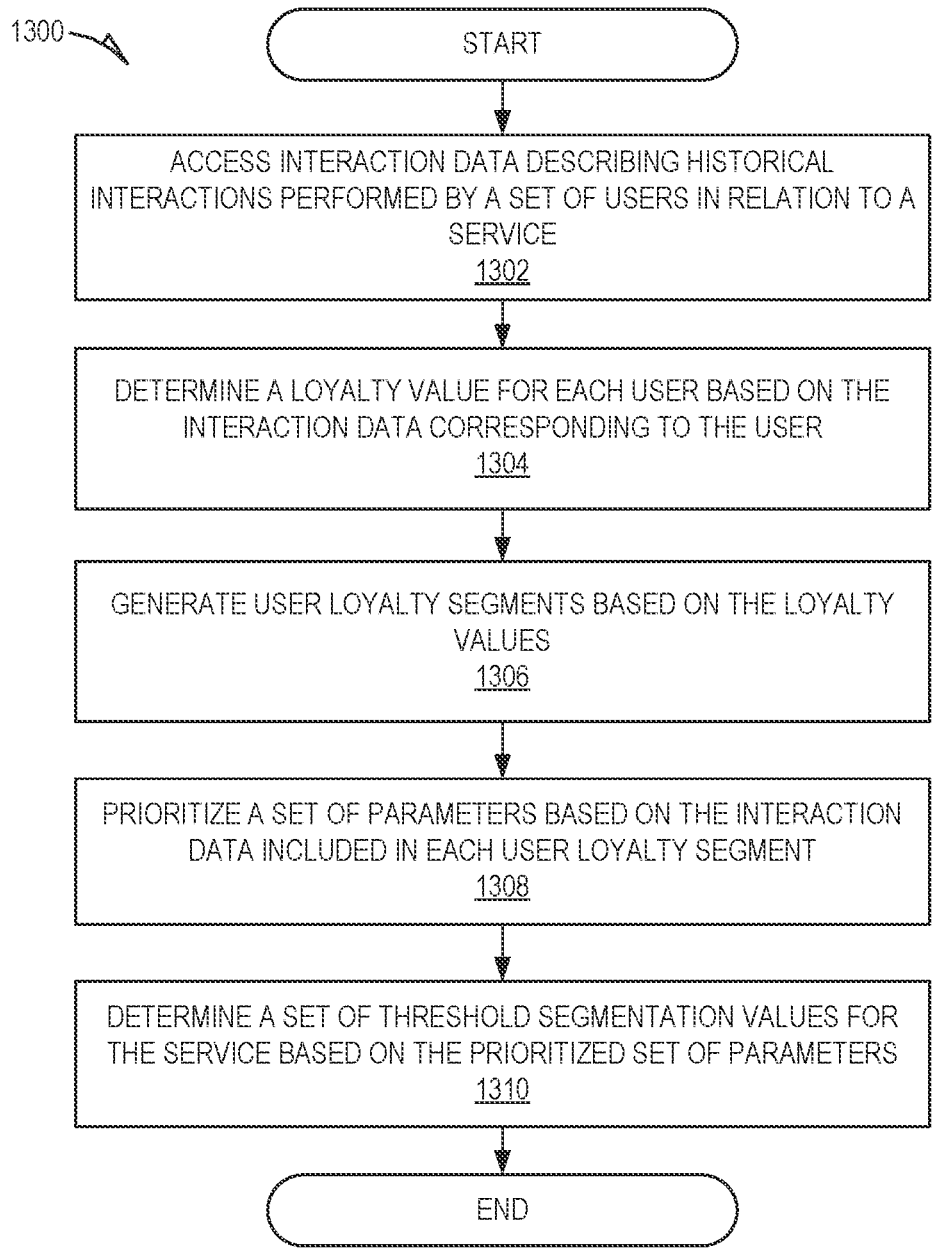 1300
START
ACCESS INTERACTION DATA DESCRIBING HISTORICAL
INTERACTIONS PERFORMED BY A SET OF USERS IN RELATION TO A
SERVICE
1302
DETERMINE A LOYALTY VALUE FOR EACH USER BASED ON THE
INTERACTION DATA CORRESPONDING TO THE USER
1304
GENERATE USER LOYALTY SEGMENTS BASED ON THE LOYALTY
VALUES
1306
PRIORITIZE A SET OF PARAMETERS BASED ON THE INTERACTION
DATA INCLUDED IN EACH USER LOYALTY SEGMENT
1308
DETERMINE A SET OF THRESHOLD SEGMENTATION VALUES FOR
THE SERVICE BASED ON THE PRIORITIZED SET OF PARAMETERS
1310
END